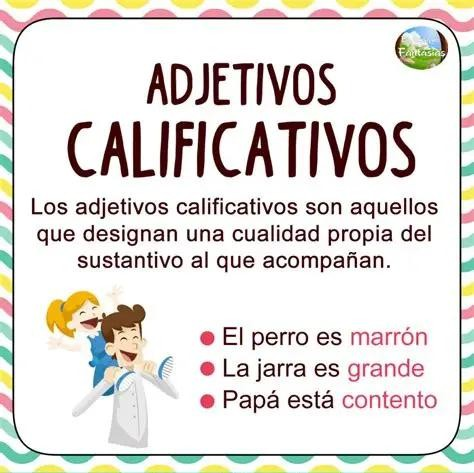 Fantasías
ADJETIVOS
CALIFICATIVOS
Los adjetivos calificativos son aquellos
que designan una cualidad propia del
sustantivo al que acompañan.
El perro es marrón
La jarra es grande
Papá está contento